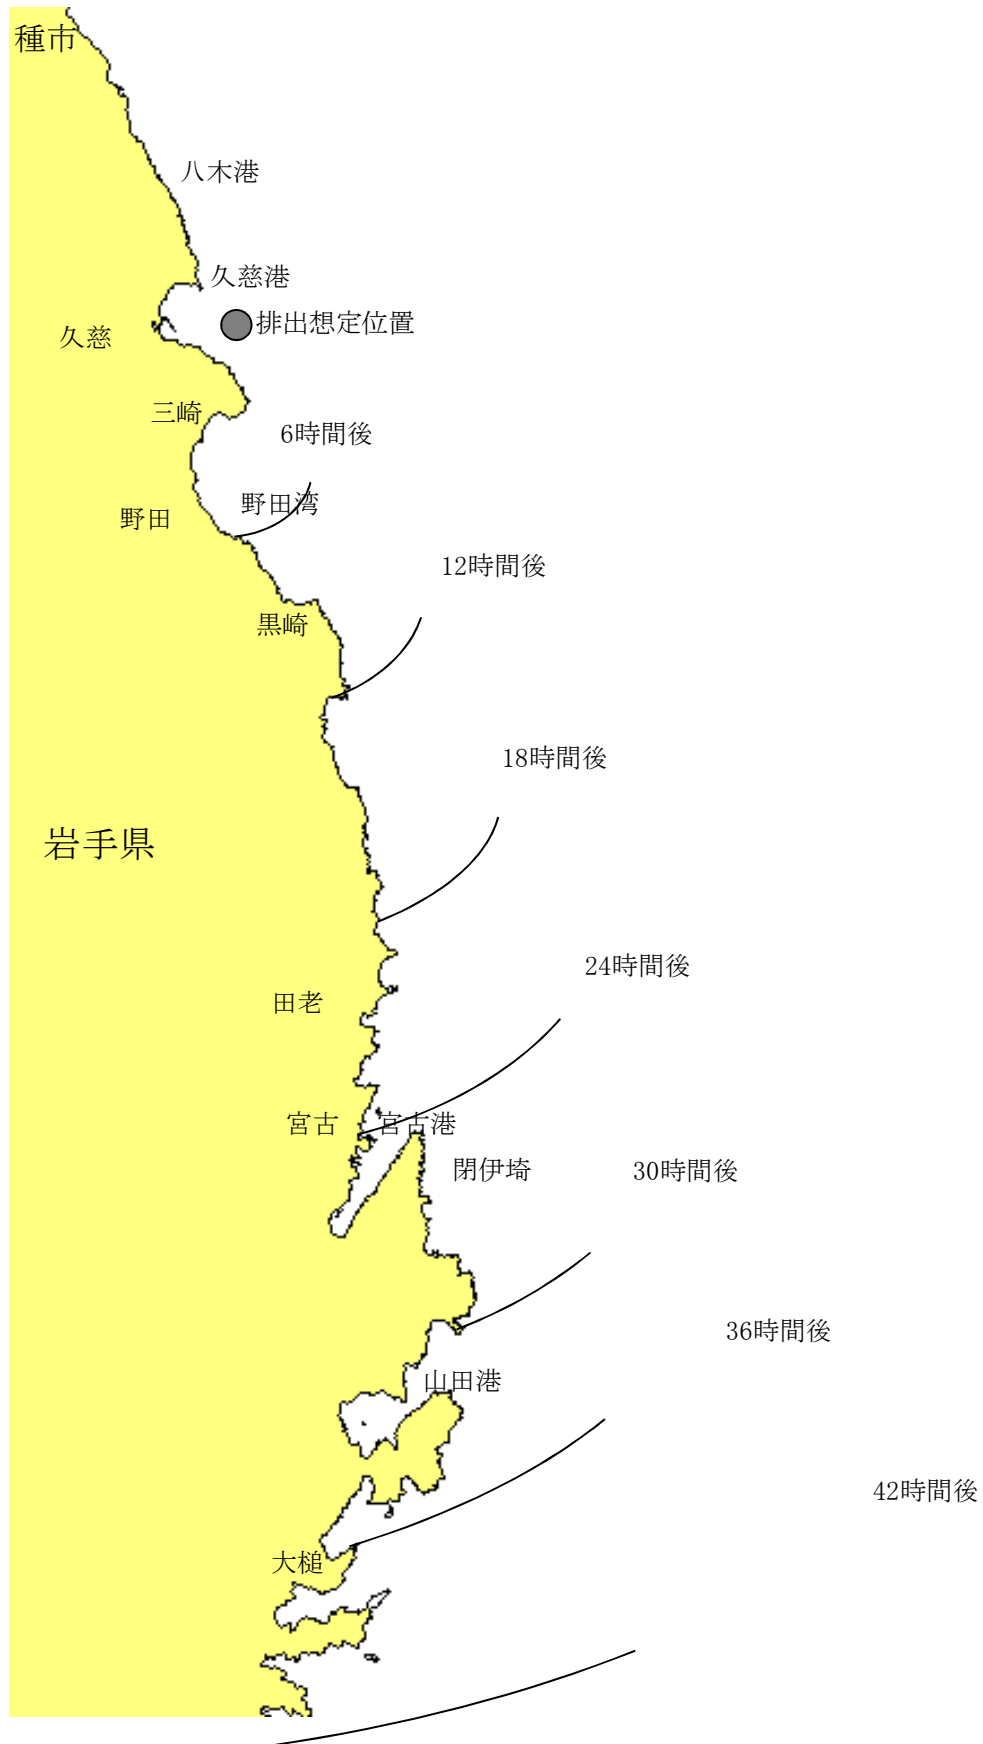 種市
八木港
久慈港
排出想定位置
久慈
三崎
6時間後
野田湾
野田
12時間後
黒崎
18時間後
岩手県
24時間後
田老
宮古
宮古港
閉伊埼
30時間後
36時間後
山田港
42時間後
大槌